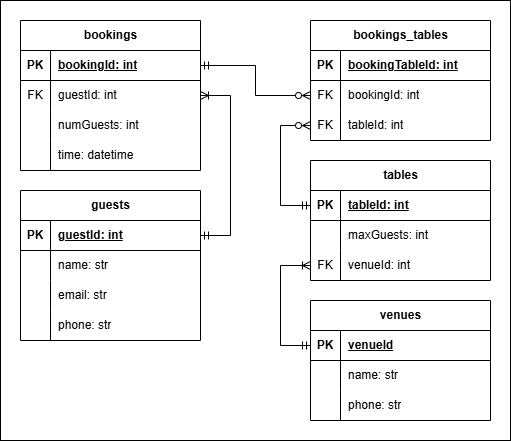 bookings
PK bookingId: int
FK guestId: int
numGuests: int
time: datetime
guests
PK guestId: int
name: str
email: str
phone: str
bookings_tables
PK bookingTableId: int
FK bookingId: int
FK tableId: int
tables
PK tableId: int
maxGuests: int
FK venueId: int
venues
PK venueId
name: str
phone: str